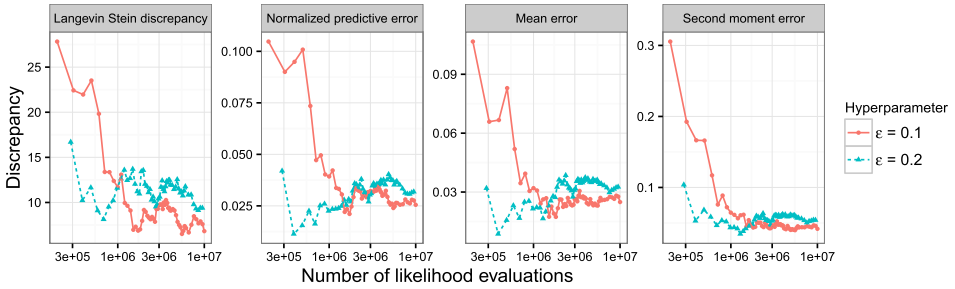 Langevin Stein discrepancy
Normalized predictive error
Mean error
Second moment error
Discrepancy
25
20
15
10
0.100
0.075
0.050
0.025
0.09
0.06
0.03
0.3
0.2
0.1
3e+05 1e+06 3e+06 1e+07
3e+05 1e+06 3e+06 1e+07
3e+05 1e+06 3e+06 1e+07
3e+05 1e+06 3e+06 1e+07
Number of likelihood evaluations
Hyperparameter
ε = 0.1
ε = 0.2